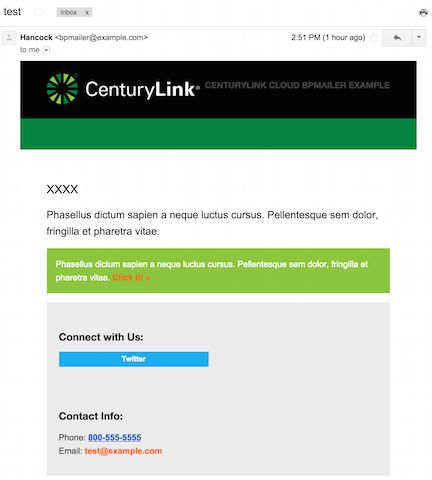 test
Inbox x
Hancock <bpmailer@example.com> 2:51 PM (1 hour ago)
to me
CenturyLink® CENTURYLINK CLOUD BPMAILER EXAMPLE
XXXX
Phasellus dictum sapien a neque luctus cursus. Pellentesque sem dolor,
fringilla et pharetra vitae.
Phasellus dictum sapien a neque luctus cursus. Pellentesque sem dolor, fringilla et
pharetra vitae. Click it! »
Connect with Us:
Twitter
Contact Info:
Phone: 800-555-5555
Email: test@example.com